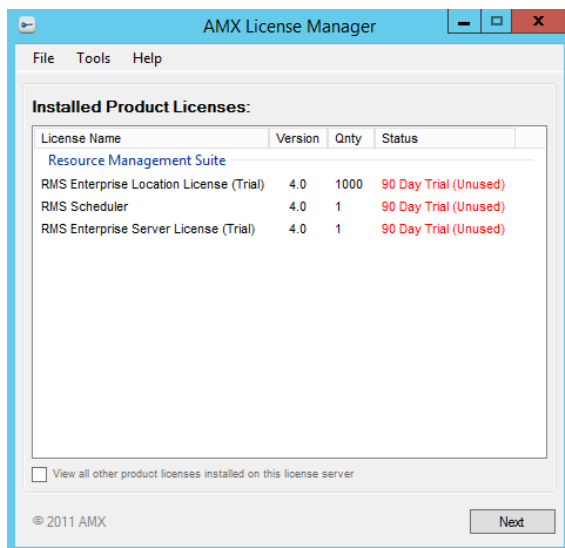 AMX License Manager
File Tools Help
Installed Product Licenses:
License Name Version Qnty Status
Resource Management Suite
RMS Enterprise Location License (Trial) 4.0 1000 90 Day Trial (Unused)
RMS Scheduler 4.0 1 90 Day Trial (Unused)
RMS Enterprise Server License (Trial) 4.0 1 90 Day Trial (Unused)
View all other product licenses installed on this license server
© 2011 AMX Next